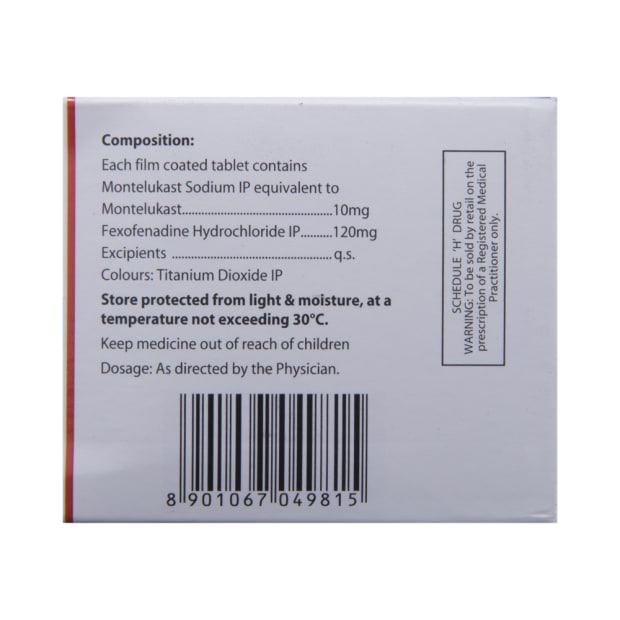 Composition:
Each film coated tablet contains
Montelukast Sodium IP equivalent to
Montelukast............................................10mg
Fexofenadine Hydrochloride IP.........120mg
Excipients ..............................................q.s.
Colours: Titanium Dioxide IP
Store protected from light & moisture, at a
temperature not exceeding 30°C.
Keep medicine out of reach of children
Dosage: As directed by the Physician.
8 901067 049815
SCHEDULE 'H' DRUG
WARNING: To be sold by retail on the
prescription of a Registered Medical
Practitioner only.